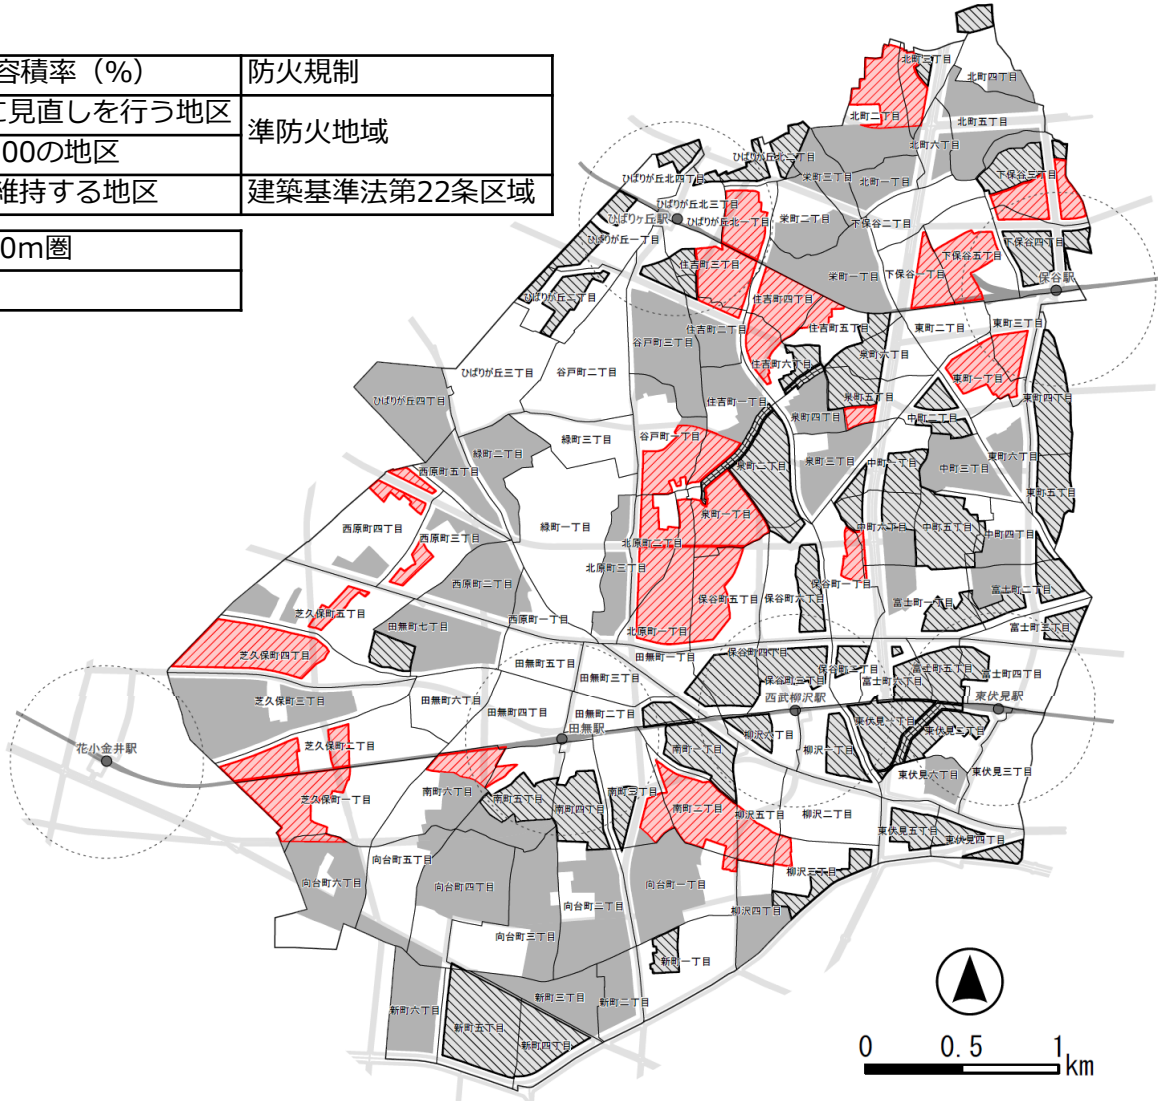 容積率（%）
防火規制
に見直しを行う地区
準防火地域
00の地区
維持する地区
建築基準法第22条区域
0m圏
北町三丁目
北町四丁目
北町二丁目
北町五丁目
北町六丁目
ひばりが丘北二丁目
ひばりが丘北四丁目
栄町三丁目
北町一丁目
下保谷三丁目
ひばりが丘北三丁目
ひばりヶ丘駅
ひばりが丘北一丁目
栄町二丁目
下保谷二丁目
ひばりが丘一丁目
下保谷四丁目
住吉町三丁目
下保谷五丁目
栄町一丁目
下保谷一丁目
保谷駅
ひばりが丘二丁目
住吉町四丁目
住吉町二丁目
住吉町五丁目
東町二丁目
東町三丁目
谷戸町三丁目
泉町六丁目
住吉町六丁目
ひばりが丘三丁目
谷戸町二丁目
東町一丁目
ひばりが丘四丁目
住吉町一丁目
泉町五丁目
東町四丁目
泉町四丁目
中町二丁目
緑町三丁目
谷戸町一丁目
緑町二丁目
東町六丁目
西原町五丁目
泉町二丁目
泉町三丁目
中町一丁目
中町三丁目
東町五丁目
泉町一丁目
西原町四丁目
緑町一丁目
西原町三丁目
中町六丁目
中町五丁目
中町四丁目
北原町二丁目
北原町三丁目
西原町二丁目
保谷町一丁目
富士町二丁目
保谷町五丁目
保谷町六丁目
富士町一丁目
芝久保町五丁目
西原町一丁目
田無町七丁目
北原町一丁目
富士町三丁目
芝久保町四丁目
田無町五丁目
田無町一丁目
保谷町四丁目
保谷町二丁目
富士町五丁目
富士町四丁目
田無町三丁目
保谷町三丁目
富士町六丁目
西武柳沢駅
東伏見駅
芝久保町三丁目
田無町六丁目
田無町四丁目
田無町二丁目
田無駅
東伏見一丁目
東伏見二丁目
柳沢六丁目
花小金井駅
芝久保町二丁目
南町一丁目
柳沢一丁目
東伏見六丁目
東伏見三丁目
芝久保町一丁目
南町六丁目
南町五丁目
南町四丁目
南町三丁目
南町二丁目
柳沢五丁目
柳沢二丁目
東伏見五丁目
東伏見四丁目
向台町五丁目
柳沢三丁目
向台町六丁目
向台町四丁目
向台町一丁目
向台町二丁目
柳沢四丁目
向台町三丁目
新町一丁目
新町三丁目
新町二丁目
新町六丁目
新町五丁目
新町四丁目
0 0.5 1
km